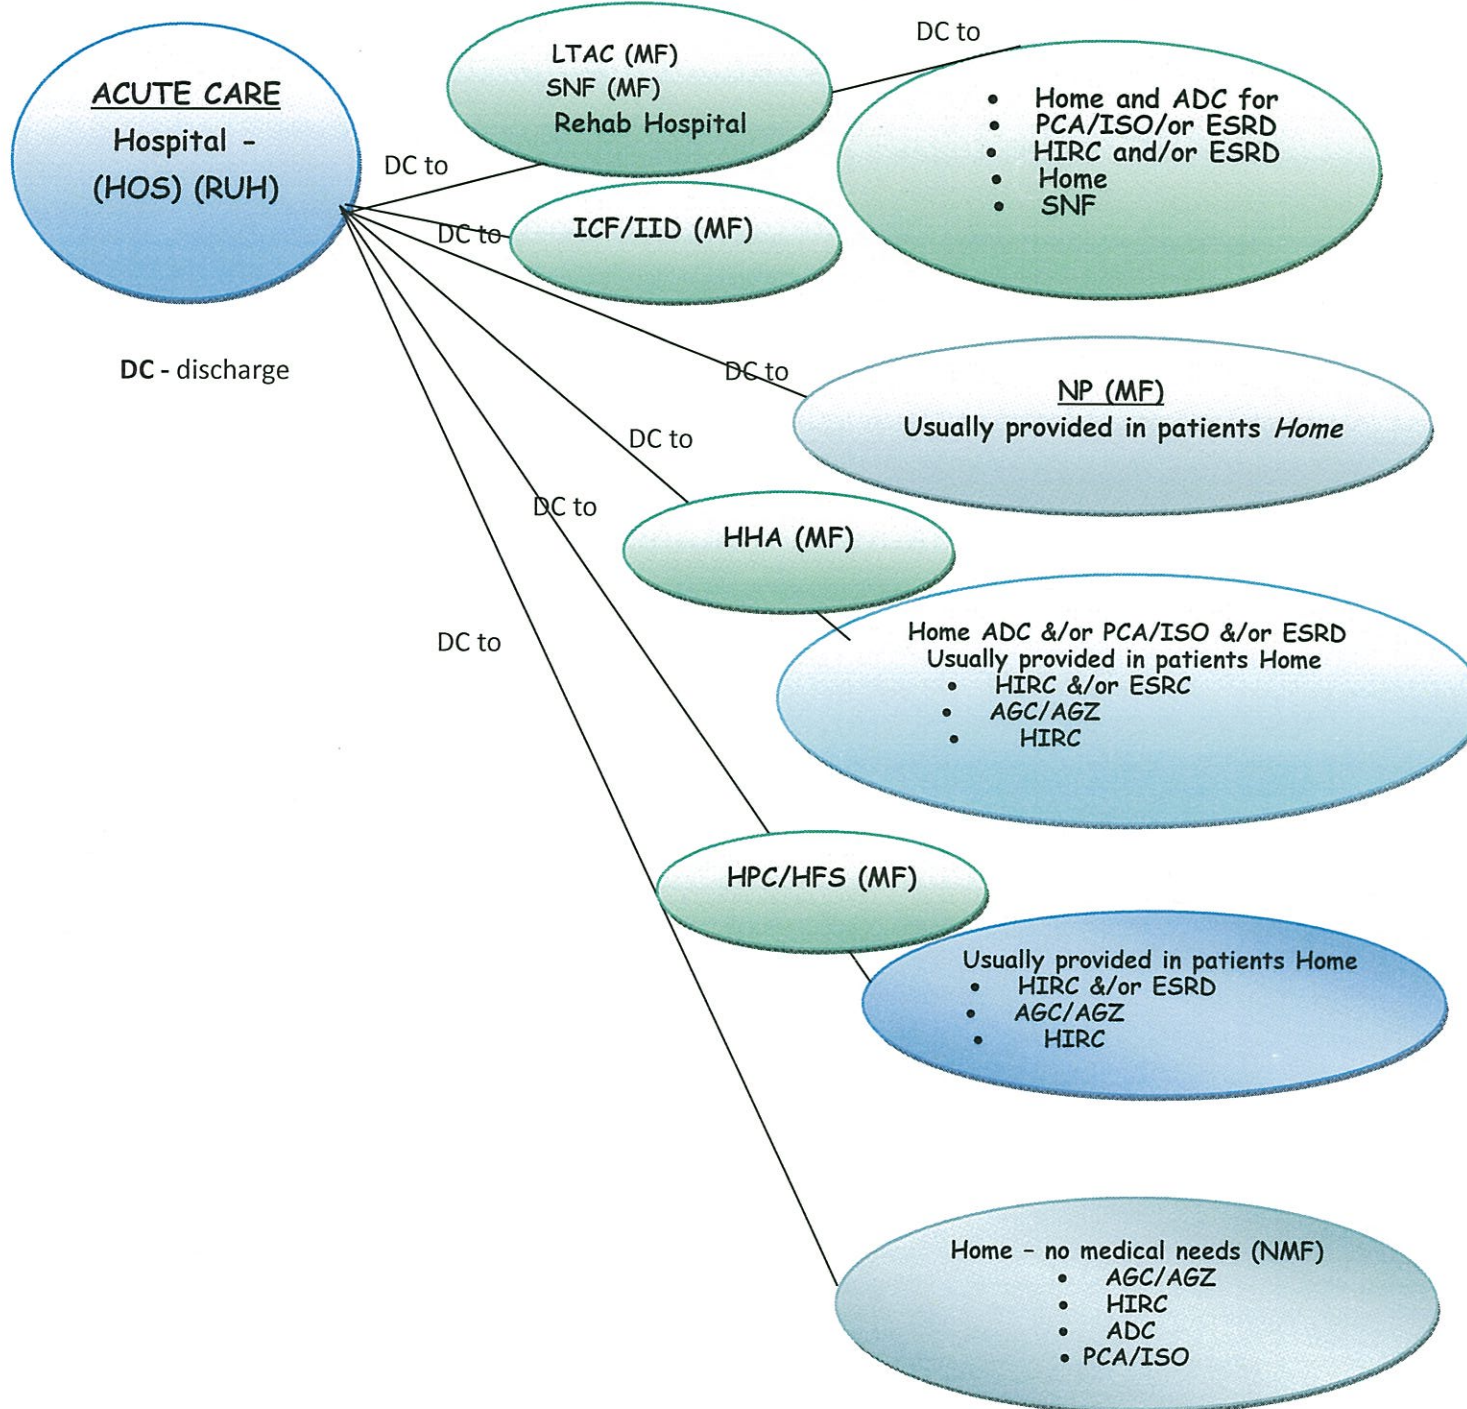 ACUTE CARE
Hospital –
(HOS) (RUH)
DC - discharge
DC to
LTAC (MF)
SNF (MF)
Rehab Hospital
DC to
• Home and ADC for
• PCA/ISO/or ESRD
• HIRC and/or ESRD
• Home
• SNF
DC to
ICF/IID (MF)
DC to
NP (MF)
Usually provided in patients Home
DC to
HHA (MF)
Home ADC &/or PCA/ISO &/or ESRD
Usually provided in patients Home
• HIRC &/or ESRC
• AGC/AGZ
• HIRC
DC to
HPC/HFS (MF)
Usually provided in patients Home
• HIRC &/or ESRD
• AGC/AGZ
• HIRC
DC to
Home – no medical needs (NMF)
• AGC/AGZ
• HIRC
• ADC
• PCA/ISO